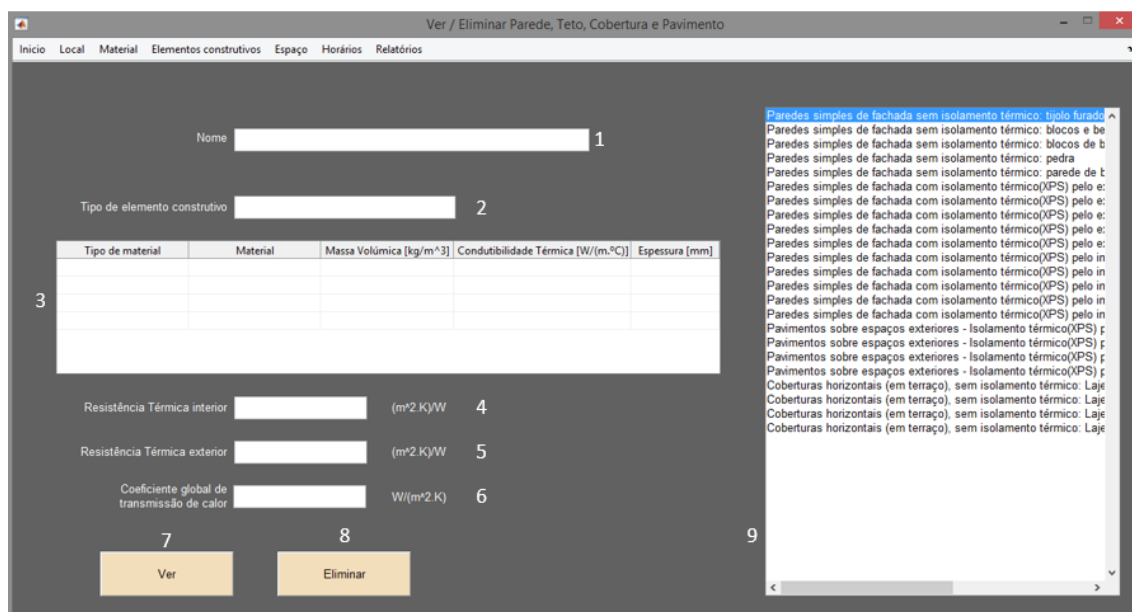 Ver / Eliminar Parede, Teto, Cobertura e Pavimento
Inicio Local Material Elementos construtivos Espaço Horários Relatórios
Nome 1
Tipo de elemento construtivo 2
Tipo de material Material Massa Volúmica [kg/m^3] Condutibilidade Térmica [W/(m.ºC)] Espessura [mm]
3
Resistência Térmica interior (m^2.K)/W 4
Resistência Térmica exterior (m^2.K)/W 5
Coeficiente global de
transmissão de calor W/(m^2.K) 6
7 8
Ver Eliminar
9
Paredes simples de fachada sem isolamento térmico: tijolo furado
Paredes simples de fachada sem isolamento térmico: blocos e be
Paredes simples de fachada sem isolamento térmico: blocos de b
Paredes simples de fachada sem isolamento térmico: pedra
Paredes simples de fachada sem isolamento térmico: parede de b
Paredes simples de fachada com isolamento térmico(XPS) pelo ex
Paredes simples de fachada com isolamento térmico(XPS) pelo ex
Paredes simples de fachada com isolamento térmico(XPS) pelo ex
Paredes simples de fachada com isolamento térmico(XPS) pelo ex
Paredes simples de fachada com isolamento térmico(XPS) pelo ex
Paredes simples de fachada com isolamento térmico(XPS) pelo in
Paredes simples de fachada com isolamento térmico(XPS) pelo in
Paredes simples de fachada com isolamento térmico(XPS) pelo in
Paredes simples de fachada com isolamento térmico(XPS) pelo in
Paredes simples de fachada com isolamento térmico(XPS) pelo in
Pavimentos sobre espaços exteriores - Isolamento térmico(XPS) p
Pavimentos sobre espaços exteriores - Isolamento térmico(XPS) p
Pavimentos sobre espaços exteriores - Isolamento térmico(XPS) p
Pavimentos sobre espaços exteriores - Isolamento térmico(XPS) p
Coberturas horizontais (em terraço), sem isolamento térmico: Laje
Coberturas horizontais (em terraço), sem isolamento térmico: Laje
Coberturas horizontais (em terraço), sem isolamento térmico: Laje
Coberturas horizontais (em terraço), sem isolamento térmico: Laje